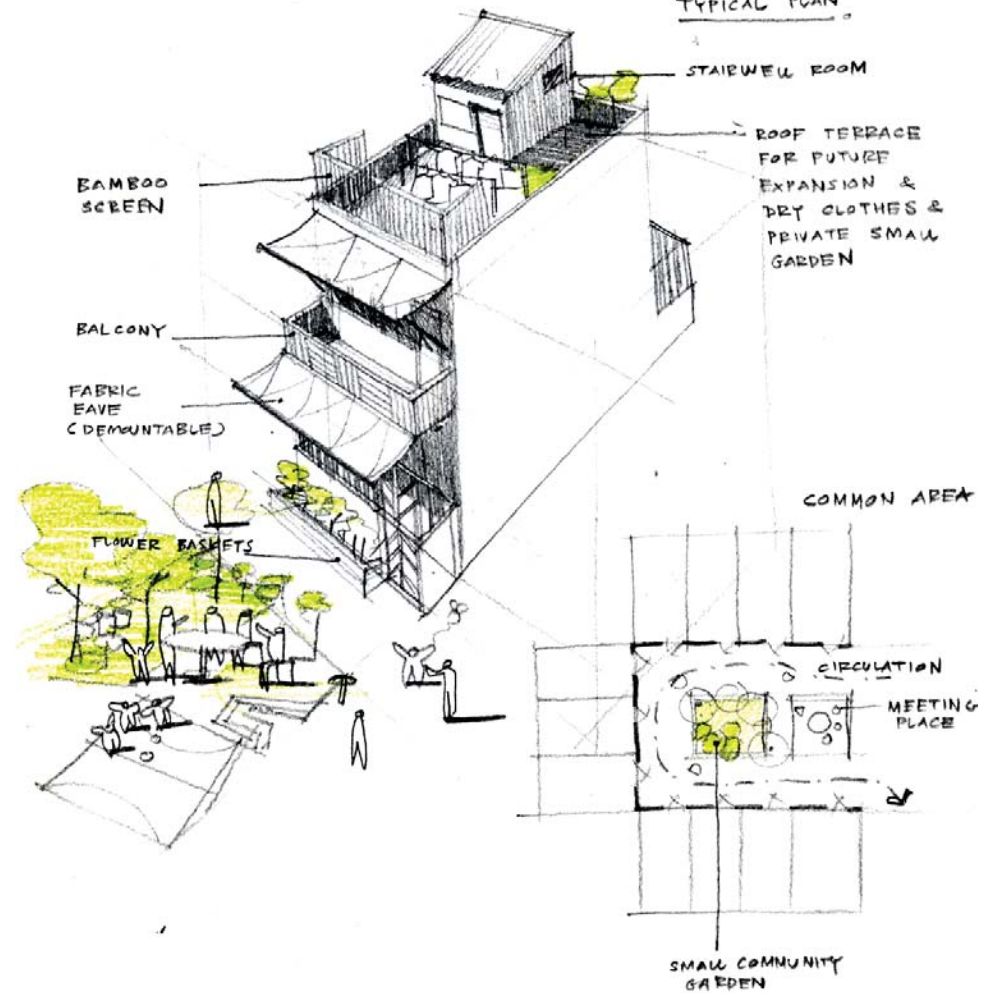 TYPICAL PLAN
STAIRWELL ROOM
ROOF TERRACE
FOR FUTURE
EXPANSION &
DRY CLOTHES &
PRIVATE SMALL
GARDEN
BAMBOO
SCREEN
BALCONY
FABRIC
EAVE
(DEMOUNTABLE)
FLOWER BASKETS
COMMON AREA
CIRCULATION
MEETING
PLACE
SMALL COMMUNITY
GARDEN